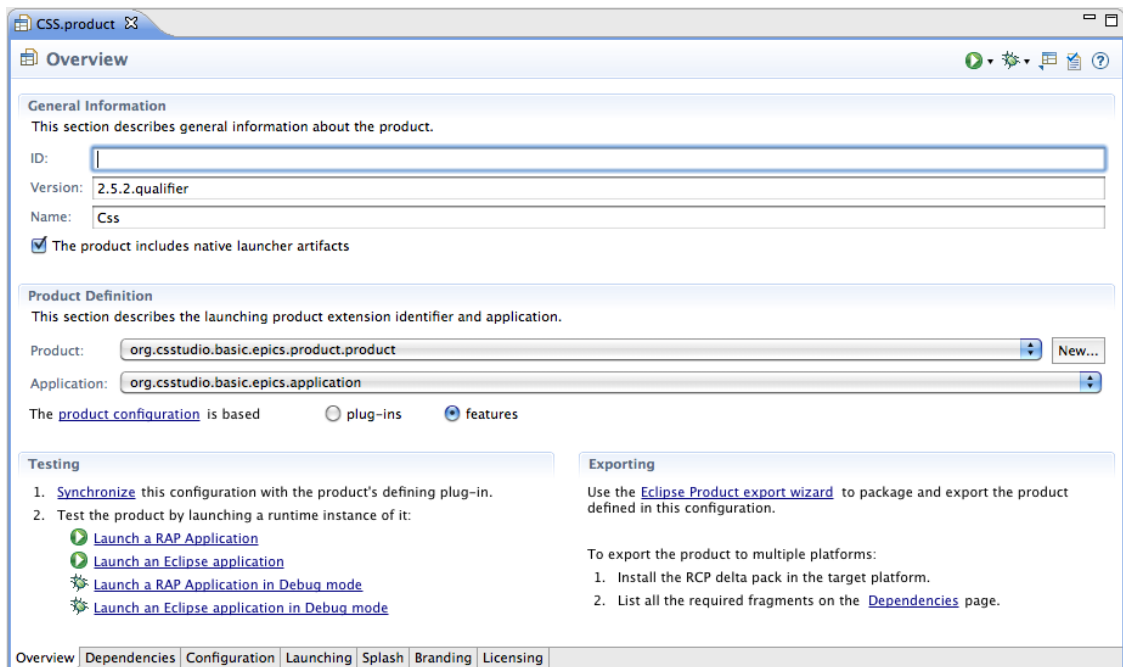 CSS.product
Overview
General Information
This section describes general information about the product.
ID:
Version: 2.5.2.qualifier
Name: Css
The product includes native launcher artifacts
Product Definition
This section describes the launching product extension identifier and application.
Product: org.csstudio.basic.epics.product.product New...
Application: org.csstudio.basic.epics.application
The product configuration is based plug-ins features
Testing
1. Synchronize this configuration with the product's defining plug-in.
2. Test the product by launching a runtime instance of it:
Launch a RAP Application
Launch an Eclipse application
Launch a RAP Application in Debug mode
Launch an Eclipse application in Debug mode
Exporting
Use the Eclipse Product export wizard to package and export the product
defined in this configuration.
To export the product to multiple platforms:
1. Install the RCP delta pack in the target platform.
2. List all the required fragments on the Dependencies page.
Overview Dependencies Configuration Launching Splash Branding Licensing